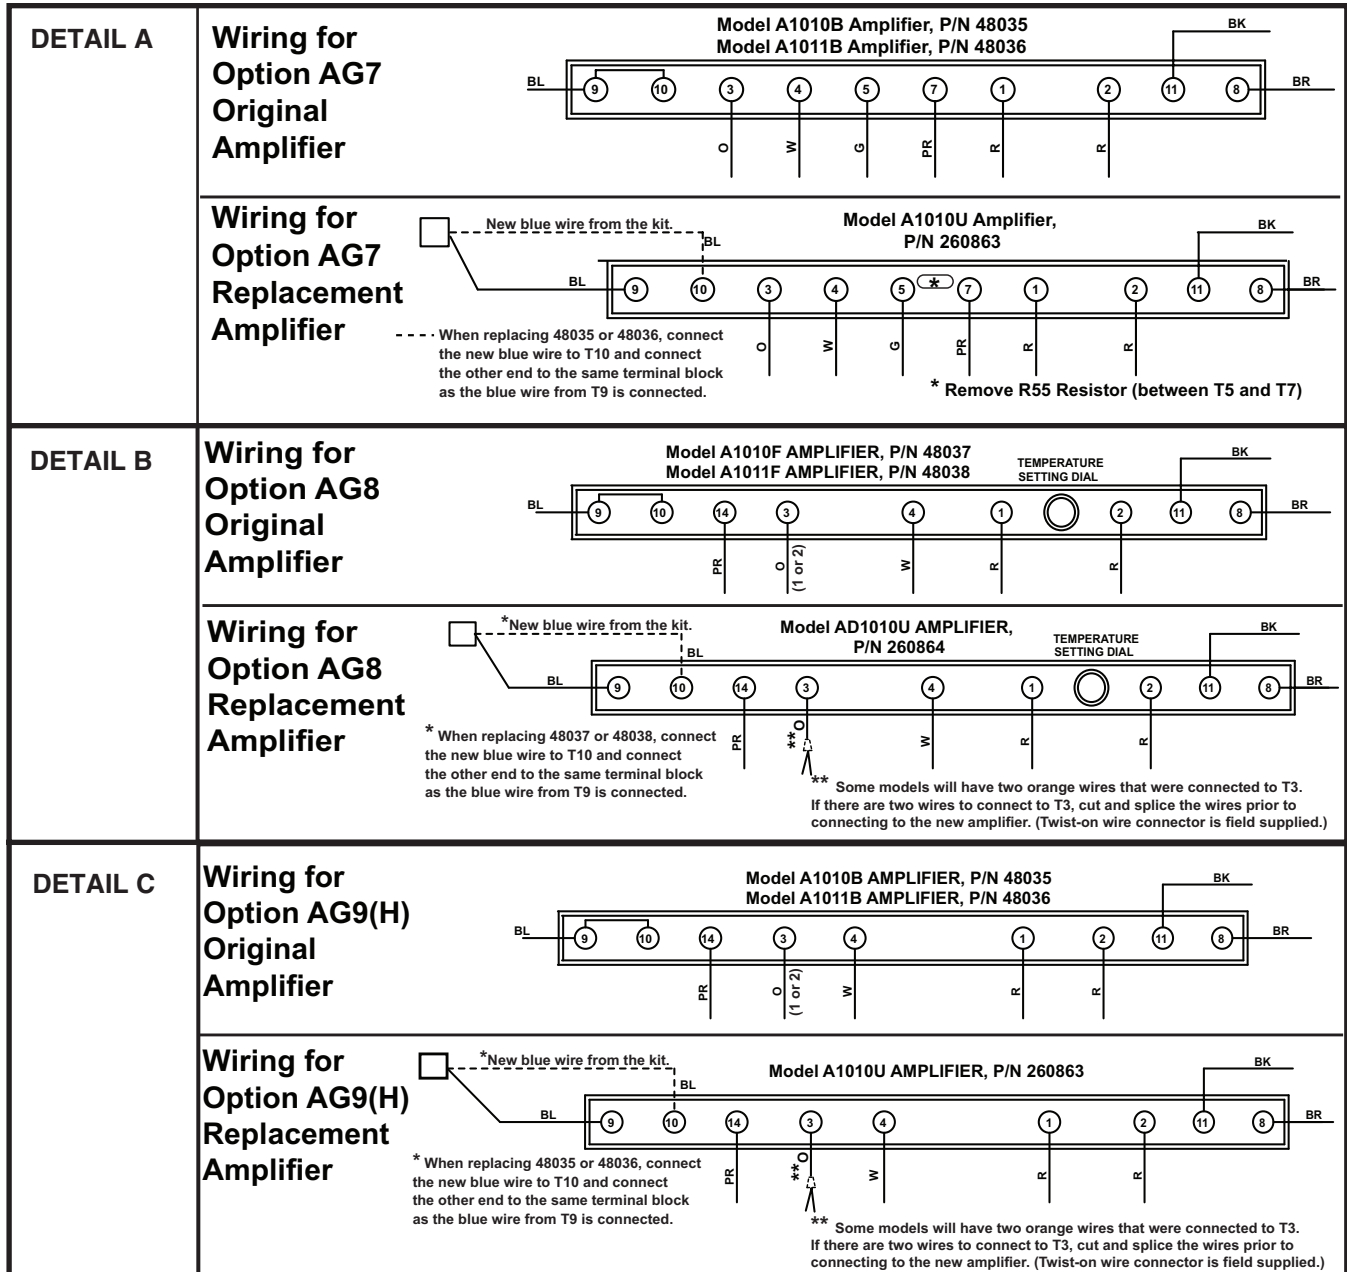 DETAIL A
Wiring for
Option AG7
Original
Amplifier
Model A1010B Amplifier, P/N 48035
Model A1011B Amplifier, P/N 48036
BK
BL
9 10 3 4 5 7 1 2 11 8
BR
O W G PR R R
Wiring for
Option AG7
Replacement
Amplifier
New blue wire from the kit.
BL
Model A1010U Amplifier,
P/N 260863
BK
BL
9 10 3 4 5 * 7 1 2 11 8
BR
O W G PR R R
- - - - When replacing 48035 or 48036, connect
the new blue wire to T10 and connect
the other end to the same terminal block
as the blue wire from T9 is connected.
* Remove R55 Resistor (between T5 and T7)
DETAIL B
Wiring for
Option AG8
Original
Amplifier
Model A1010F AMPLIFIER, P/N 48037
Model A1011F AMPLIFIER, P/N 48038
TEMPERATURE
SETTING DIAL
BK
BL
9 10 14 3 4 1 2 11 8
BR
PR O (1 or 2) W R R
Wiring for
Option AG8
Replacement
Amplifier
*New blue wire from the kit.
BL
Model AD1010U AMPLIFIER,
P/N 260864
TEMPERATURE
SETTING DIAL
BK
BL
9 10 14 3 4 1 2 11 8
BR
PR **O W R R
* When replacing 48037 or 48038, connect
the new blue wire to T10 and connect
the other end to the same terminal block
as the blue wire from T9 is connected.
** Some models will have two orange wires that were connected to T3.
If there are two wires to connect to T3, cut and splice the wires prior to
connecting to the new amplifier. (Twist-on wire connector is field supplied.)
DETAIL C
Wiring for
Option AG9(H)
Original
Amplifier
Model A1010B AMPLIFIER, P/N 48035
Model A1011B AMPLIFIER, P/N 48036
BK
BL
9 10 14 3 4 1 2 11 8
BR
PR O (1 or 2) W R R
Wiring for
Option AG9(H)
Replacement
Amplifier
*New blue wire from the kit.
BL
Model A1010U AMPLIFIER, P/N 260863
BK
BL
9 10 14 3 4 1 2 11 8
BR
PR **O W R R
* When replacing 48035 or 48036, connect
the new blue wire to T10 and connect
the other end to the same terminal block
as the blue wire from T9 is connected.
** Some models will have two orange wires that were connected to T3.
If there are two wires to connect to T3, cut and splice the wires prior to
connecting to the new amplifier. (Twist-on wire connector is field supplied.)